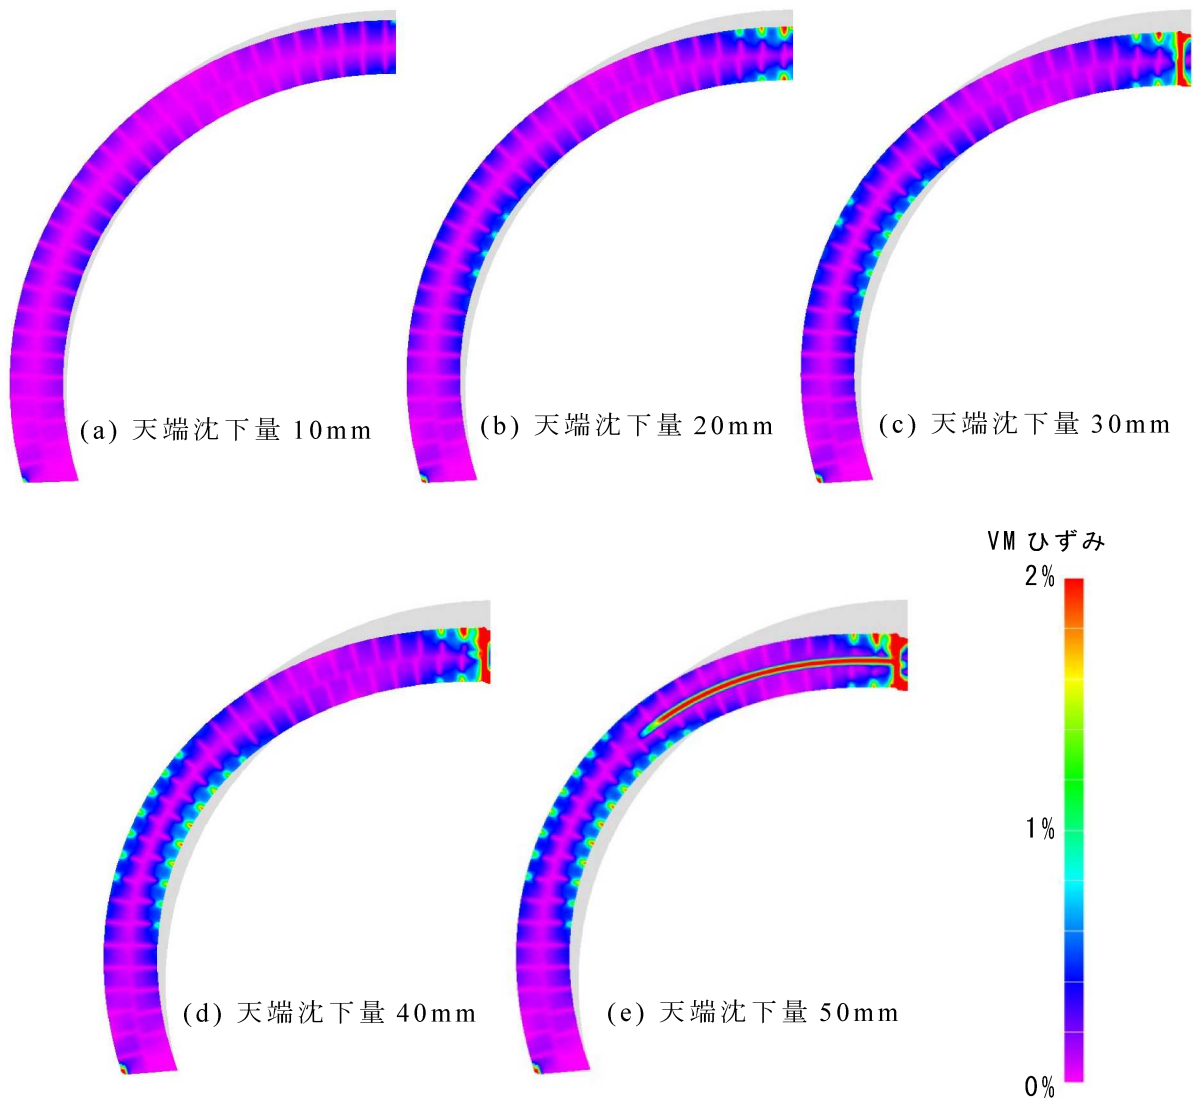 (a) 天端沈下量 10mm
(b) 天端沈下量 20mm
(c) 天端沈下量 30mm
VM ひずみ
2%
1%
0%
(d) 天端沈下量 40mm
(e) 天端沈下量 50mm